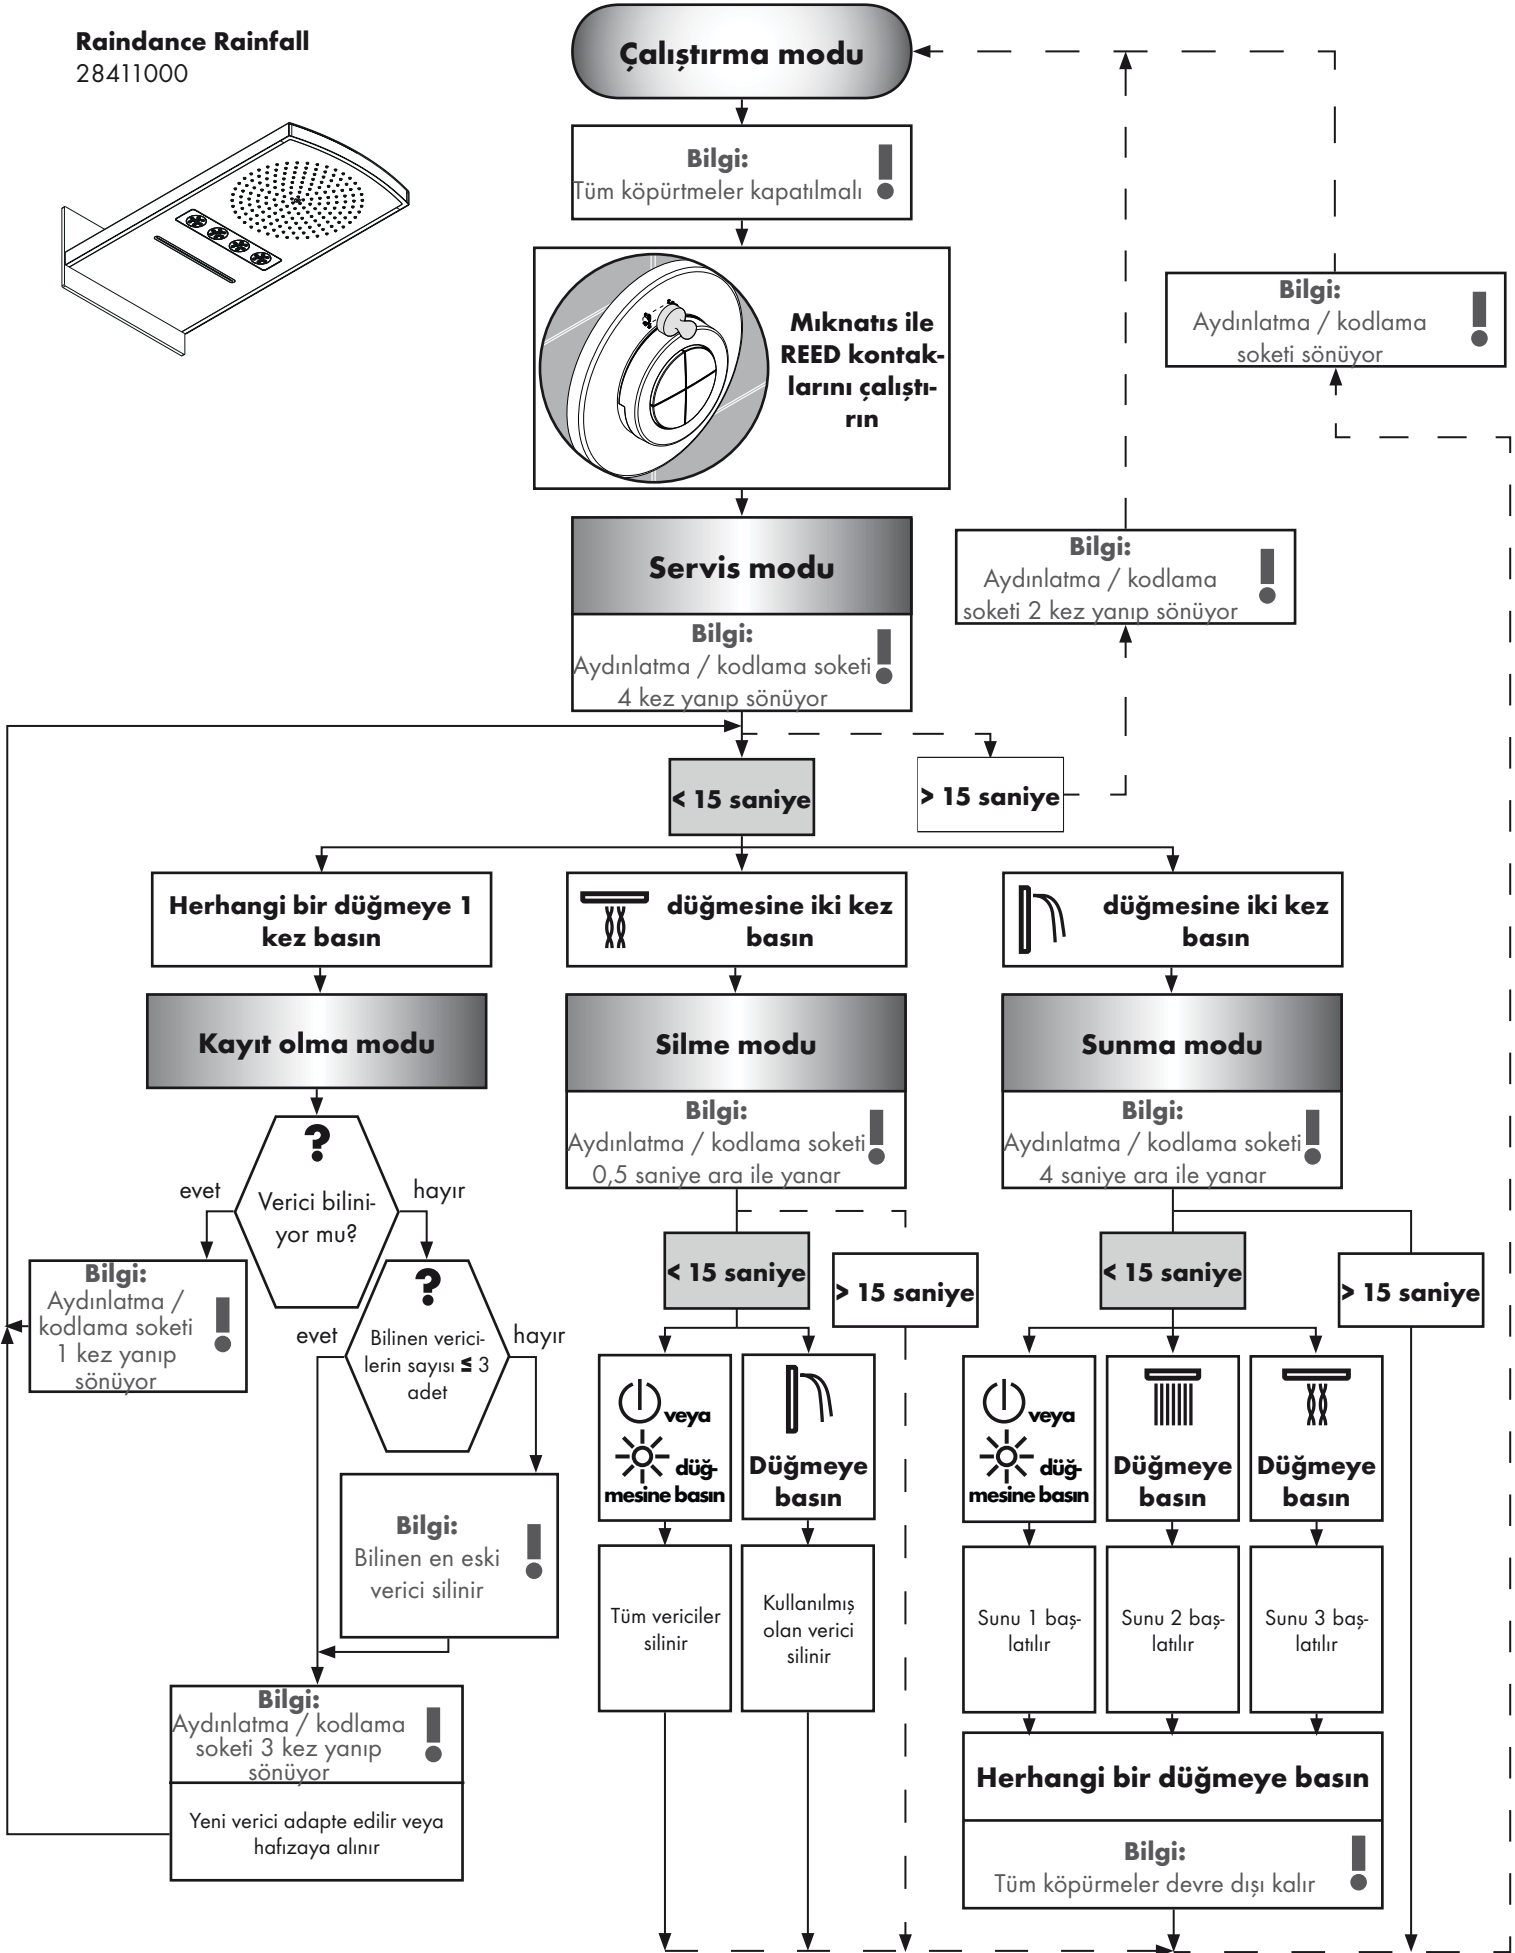 Raindance Rainfall
28411000
Çalıştırma modu
Bilgi:
Tüm köpürtmeler kapatılmalı
Mıknatıs ile
REED kontak-
larını çalıştı-
rın
Bilgi:
Aydınlatma / kodlama
soketi sönüyor
Servis modu
Bilgi:
Aydınlatma / kodlama soketi
4 kez yanıp sönüyor
Bilgi:
Aydınlatma / kodlama
soketi 2 kez yanıp sönüyor
< 15 saniye
> 15 saniye
Herhangi bir düğmeye 1
kez basın
düğmesine iki kez
basın
düğmesine iki kez
basın
Kayıt olma modu
Silme modu
Bilgi:
Aydınlatma / kodlama soketi
0,5 saniye ara ile yanar
Sunma modu
Bilgi:
Aydınlatma / kodlama soketi
4 saniye ara ile yanar
?
Verici bilini-
yor mu?
evet
hayır
Bilgi:
Aydınlatma /
kodlama soketi
1 kez yanıp
sönüyor
?
Bilinen verici-
lerin sayısı ≤ 3
adet
evet
hayır
Bilgi:
Bilinen en eski
verici silinir
Bilgi:
Aydınlatma / kodlama
soketi 3 kez yanıp
sönüyor
Yeni verici adapte edilir veya
hafızaya alınır
< 15 saniye
> 15 saniye
veya
düğ-
mesine basın
Düğmeye
basın
Tüm vericiler
silinir
Kullanılmış
olan verici
silinir
< 15 saniye
> 15 saniye
veya
düğ-
mesine basın
Düğmeye
basın
Düğmeye
basın
Sunu 1 baş-
latılır
Sunu 2 baş-
latılır
Sunu 3 baş-
latılır
Herhangi bir düğmeye basın
Bilgi:
Tüm köpürmeler devre dışı kalır